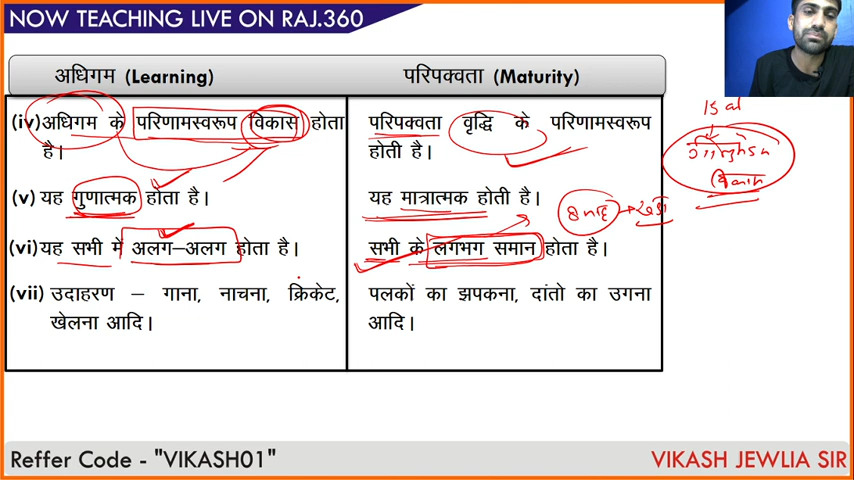 NOW TEACHING LIVE ON RAJ.360
अधिगम (Learning)
परिपक्वता (Maturity)
(iv) अधिगम के परिणामस्वरूप विकास होता
है।
परिपक्वता वृद्धि के परिणामस्वरूप
होती है।
(v) यह गुणात्मक होता है।
यह मात्रात्मक होती है।
(vi) यह सभी में अलग–अलग होता है।
सभी के लगभग समान होता है।
(vii) उदाहरण – गाना, नाचना, क्रिकेट,
खेलना आदि।
पलकों का झपकना, दांतो का उगना
आदि।
विकास
Reffer Code - "VIKASH01"
VIKASH JEWLIA SIR